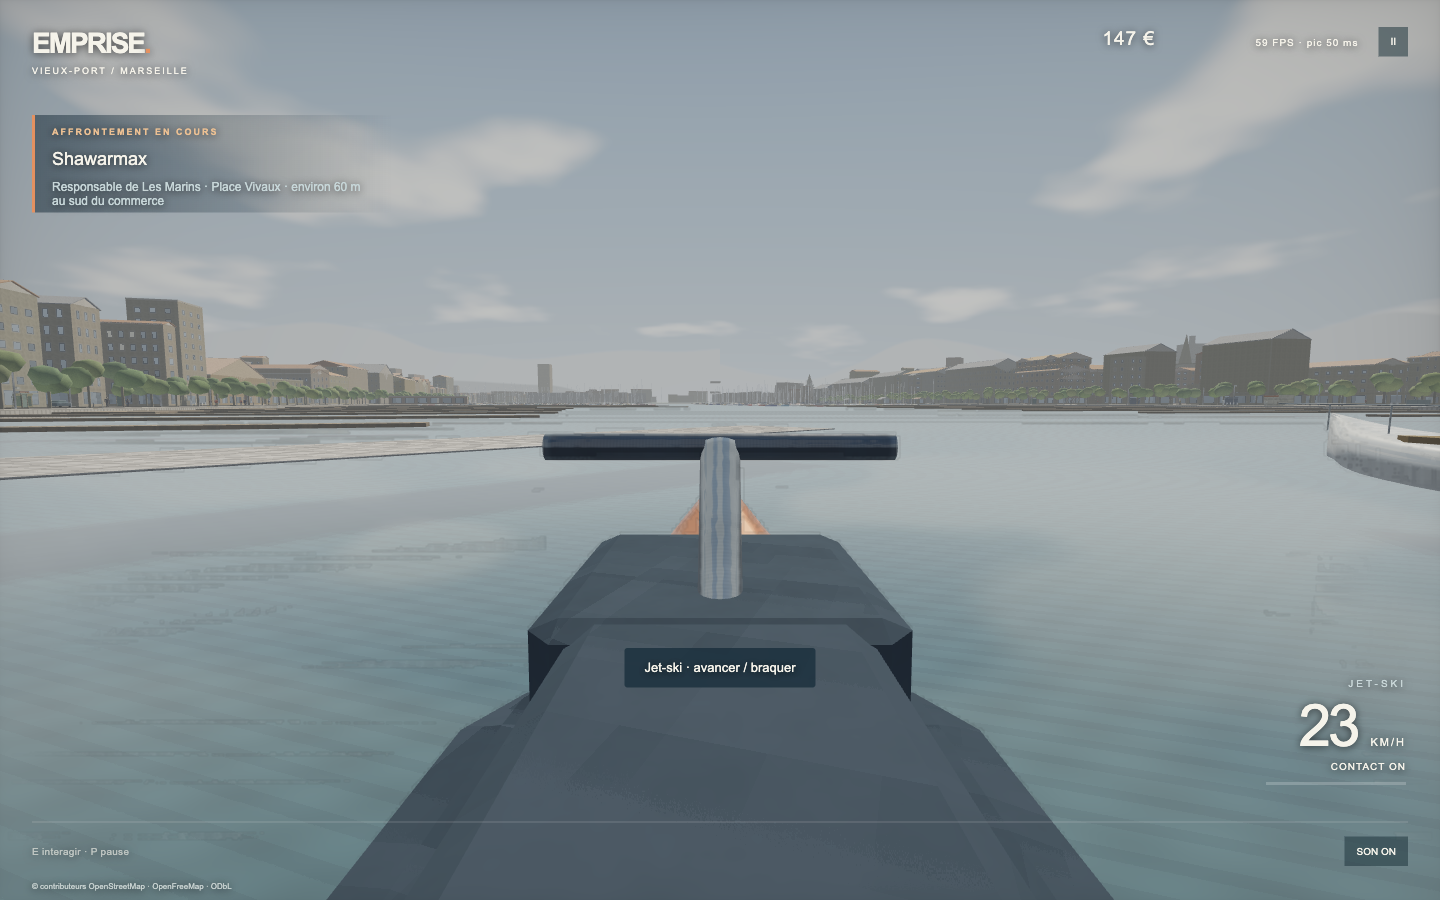 EMPRISE.
VIEUX-PORT / MARSEILLE
147 €
59 FPS · pic 50 ms
II
AFFRONTEMENT EN COURS
Shawarmax
Responsable de Les Marins · Place Vivaux · environ 60 m
au sud du commerce
Jet-ski · avancer / braquer
JET-SKI
23 KM/H
CONTACT ON
E interagir · P pause
SON ON
© contributeurs OpenStreetMap · OpenFreeMap · ODbL